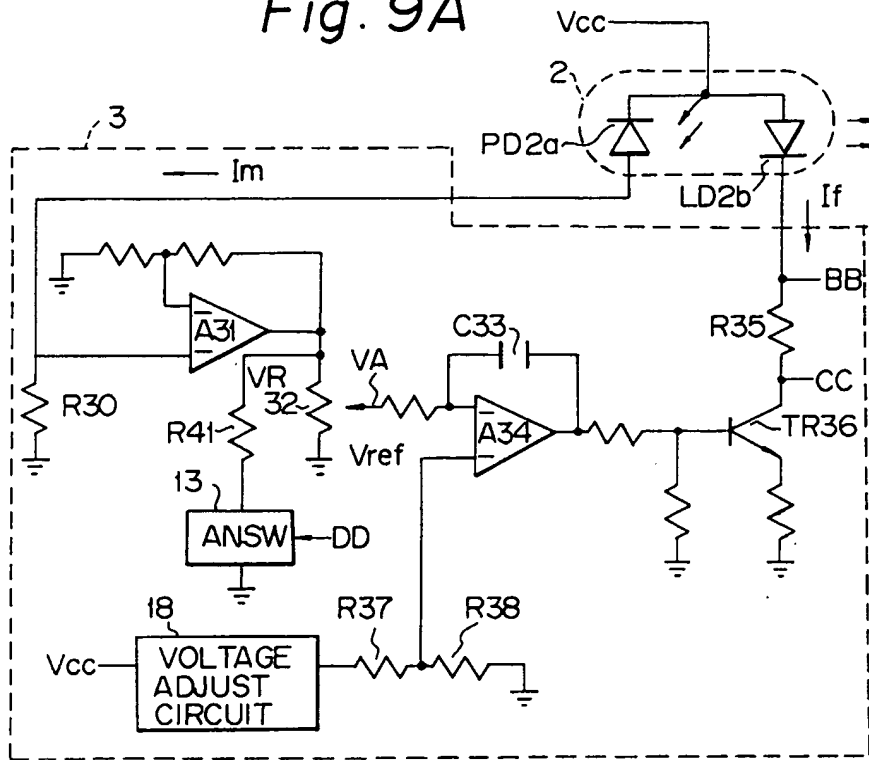 Fig. 9A
Vcc
2
3
PD2a
Im
LD2b
If
BB
A31
C33
R35
VR
VA
CC
R30
32
A34
TR36
R41
Vref
13
ANSW
DD
18
R37
R38
Vcc
VOLTAGE
ADJUST
CIRCUIT